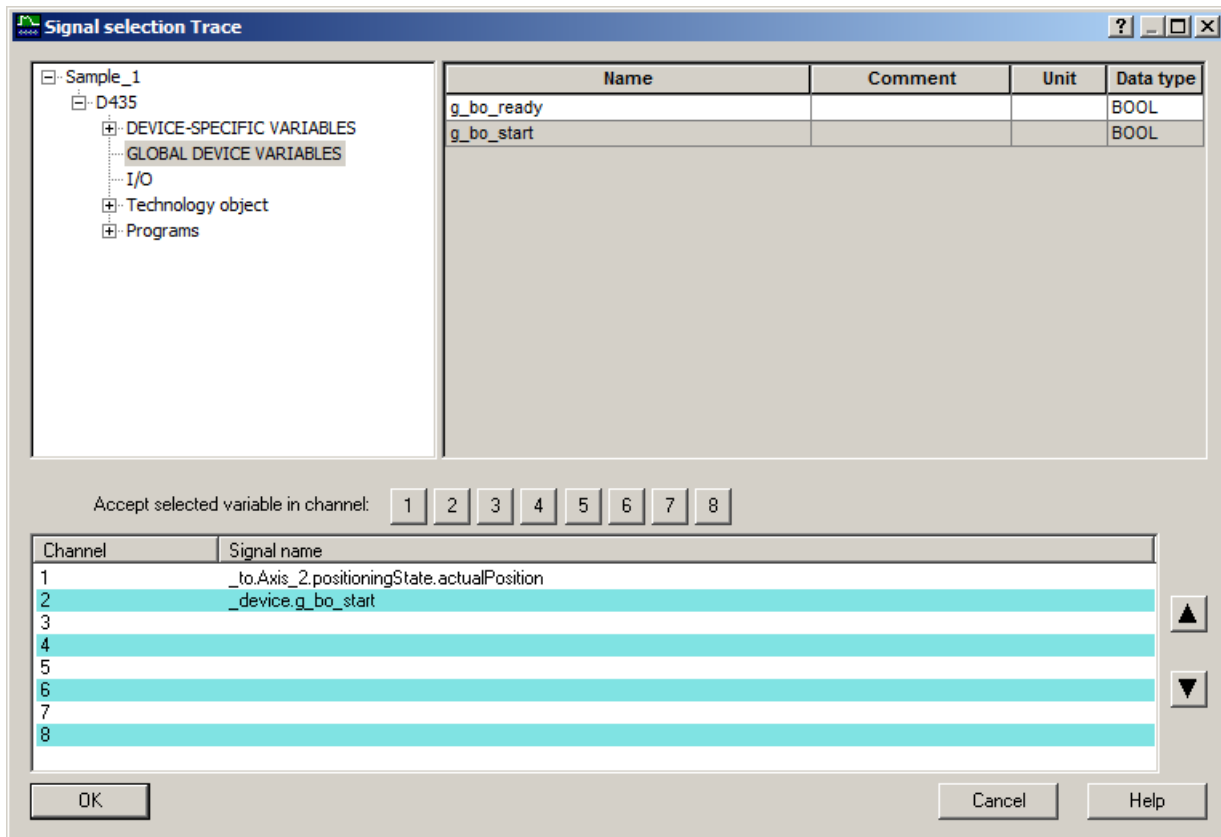 Signal selection Trace
Sample_1
D435
DEVICE-SPECIFIC VARIABLES
GLOBAL DEVICE VARIABLES
I/O
Technology object
Programs
Name Comment Unit Data type
g_bo_ready BOOL
g_bo_start BOOL
Accept selected variable in channel: 1 2 3 4 5 6 7 8
Channel Signal name
1 _to.Axis_2.positioningState.actualPosition
2 _device.g_bo_start
3
4
5
6
7
8
OK Cancel Help